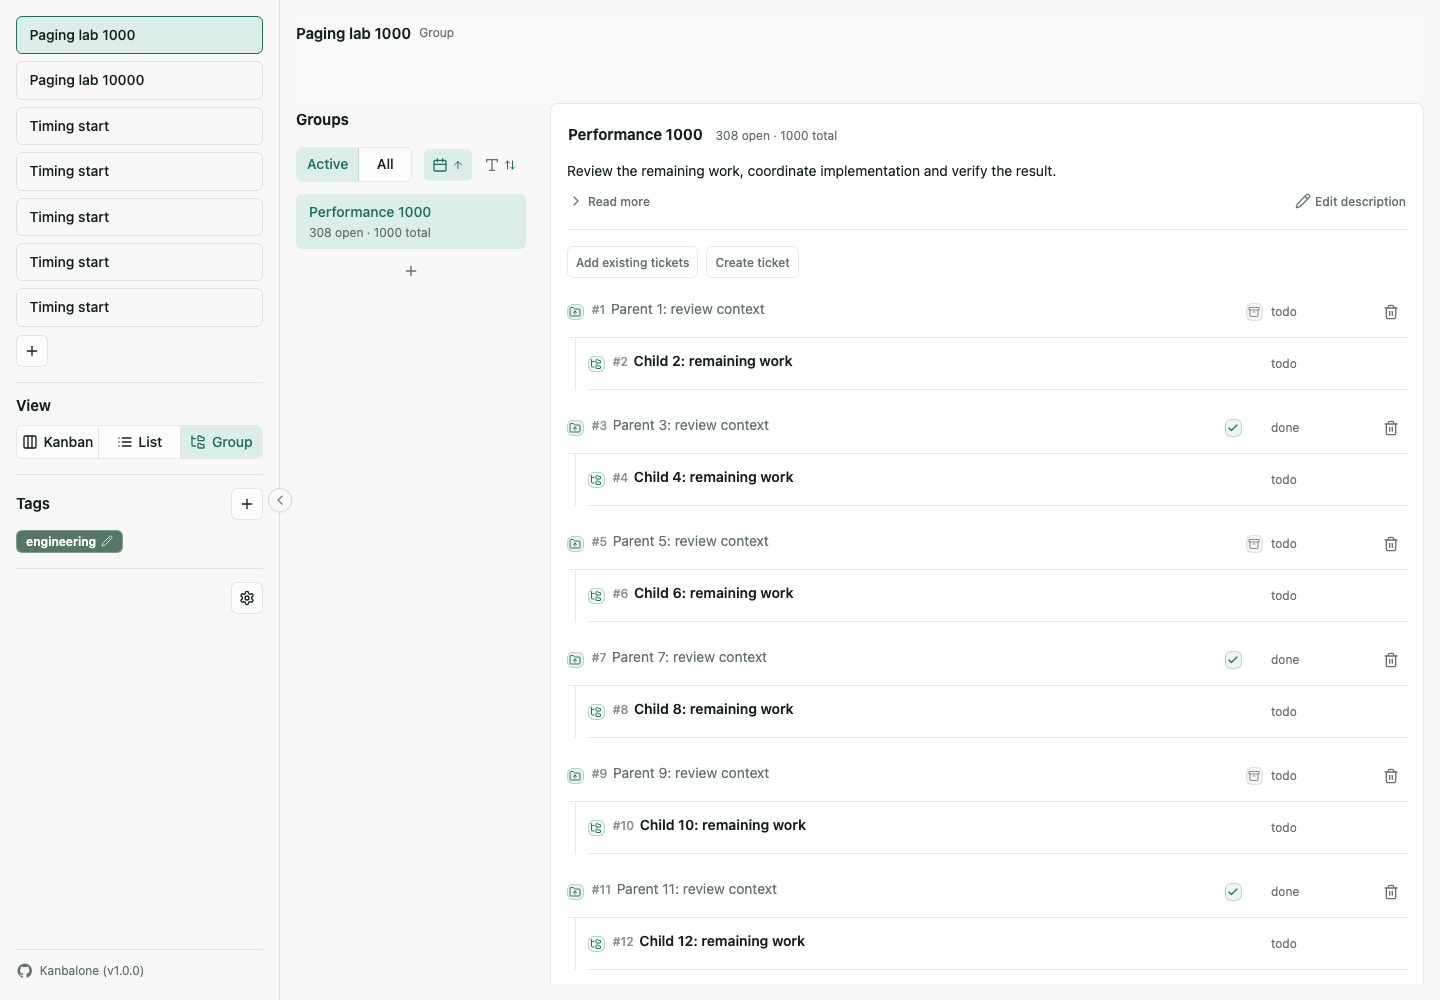 Paging lab 1000
Paging lab 10000
Timing start
Timing start
Timing start
Timing start
Timing start
View
Kanban List Group
Tags
engineering
Kanbalone (v1.0.0)
Paging lab 1000 Group
Groups
Active All
Performance 1000
308 open · 1000 total
Performance 1000 308 open · 1000 total
Review the remaining work, coordinate implementation and verify the result.
Read more Edit description
Add existing tickets Create ticket
#1 Parent 1: review context todo
#2 Child 2: remaining work todo
#3 Parent 3: review context done
#4 Child 4: remaining work todo
#5 Parent 5: review context todo
#6 Child 6: remaining work todo
#7 Parent 7: review context done
#8 Child 8: remaining work todo
#9 Parent 9: review context todo
#10 Child 10: remaining work todo
#11 Parent 11: review context done
#12 Child 12: remaining work todo